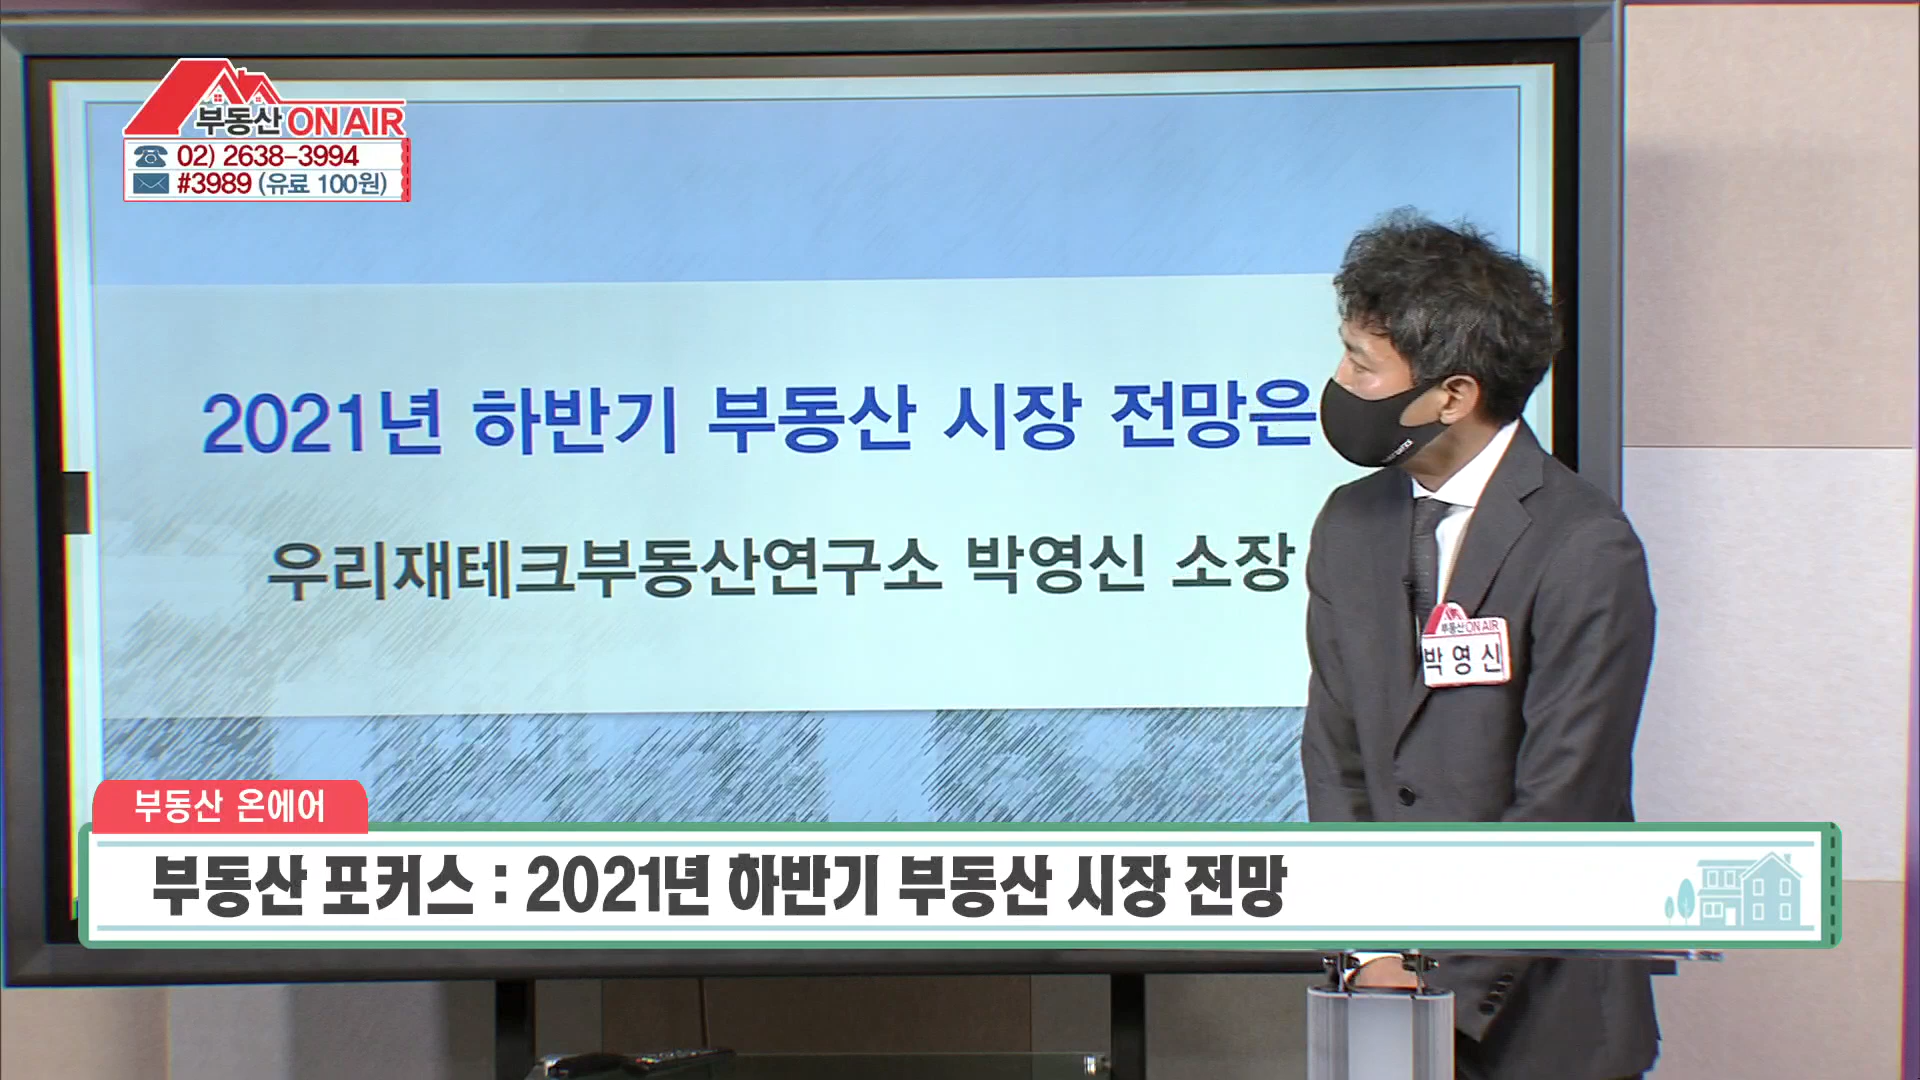 부동산 ON AIR
02) 2638-3994
#3989 (유료 100원)
2021년 하반기 부동산 시장 전망은
우리재테크부동산연구소 박영신 소장
부동산 ON AIR
박영신
부동산 온에어
부동산 포커스 : 2021년 하반기 부동산 시장 전망